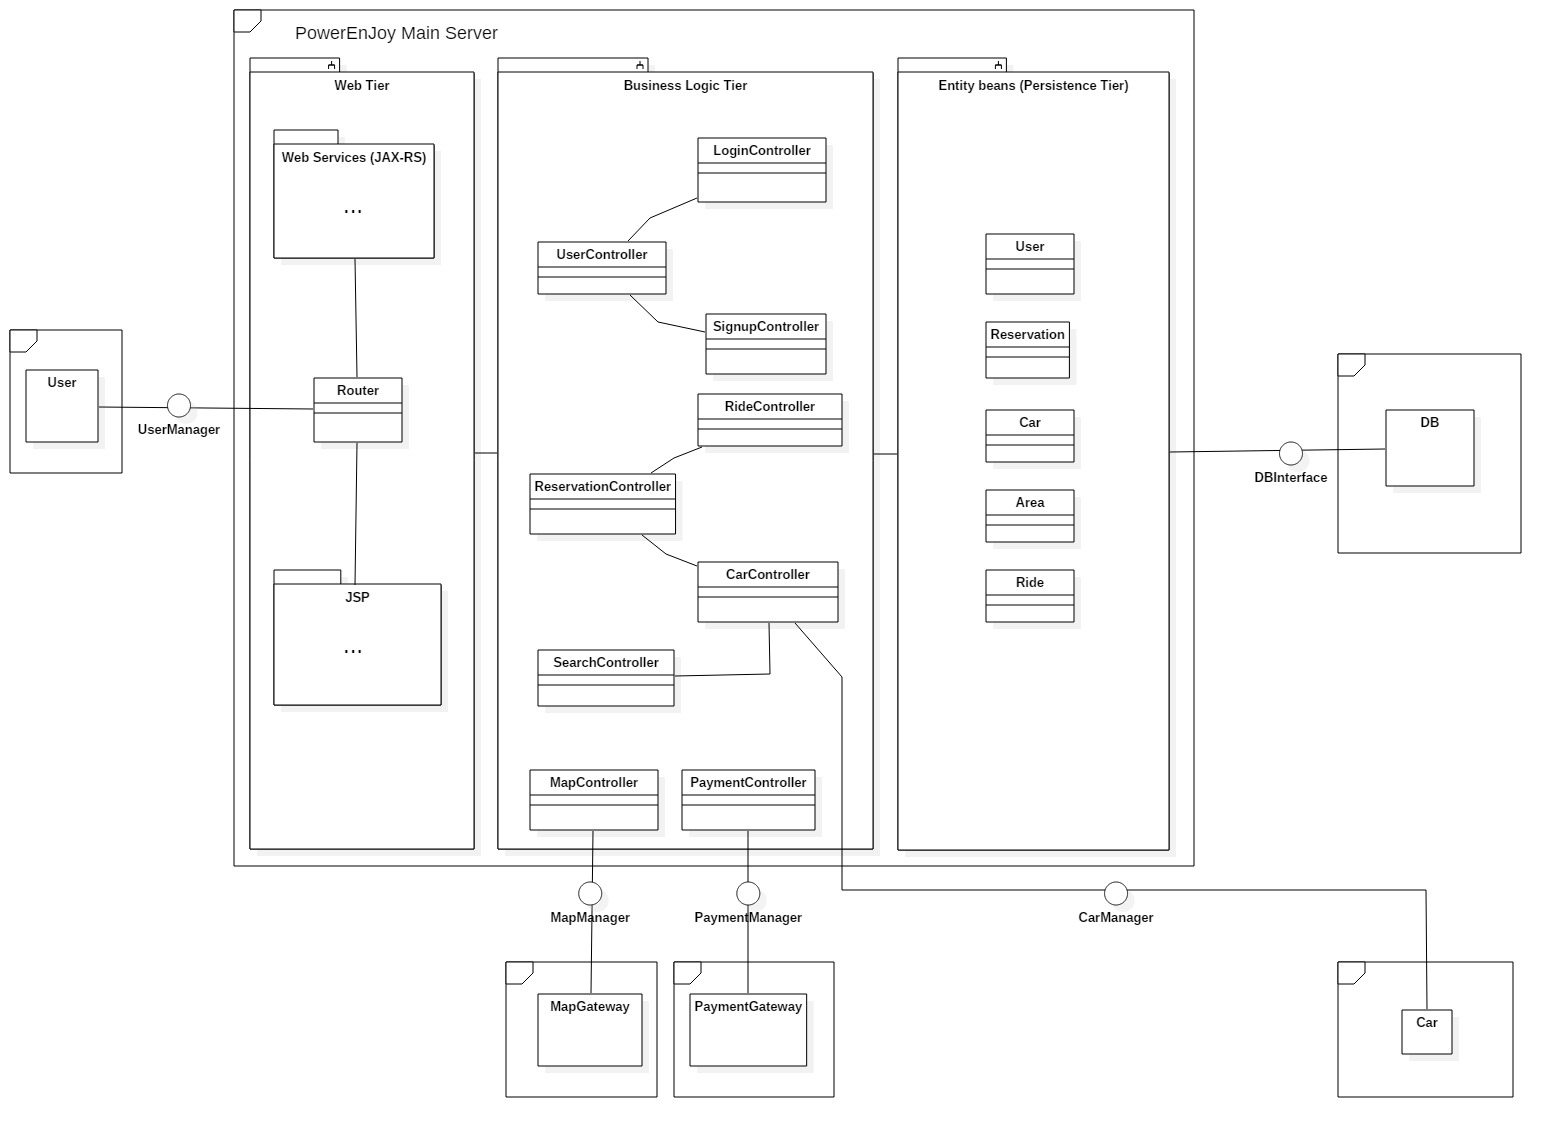 PowerEnJoy Main Server
Web Tier
Web Services (JAX-RS)
...
Router
JSP
...
User
UserManager
Business Logic Tier
LoginController
UserController
SignupController
RideController
ReservationController
CarController
SearchController
MapController
PaymentController
Entity beans (Persistence Tier)
User
Reservation
Car
Area
Ride
DB
DBInterface
MapManager
PaymentManager
CarManager
MapGateway
PaymentGateway
Car